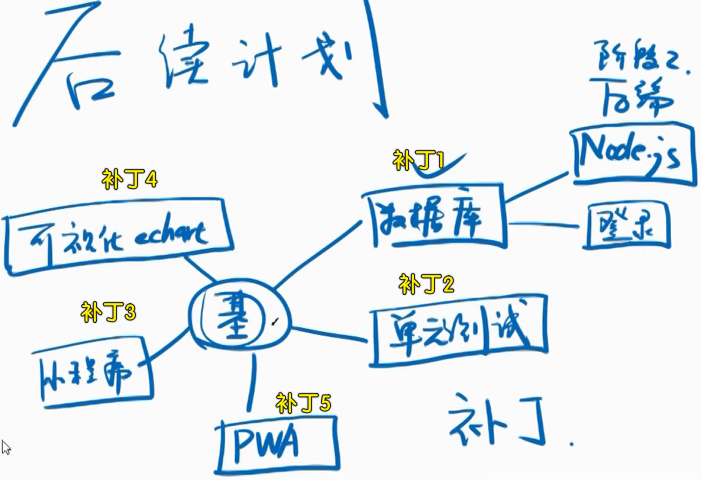 后续计划
阶段2.
后端
Node.js
补丁1
数据库
登录
补丁4
可视化 echart
补丁2
单元测试
基
补丁3
小程序
补丁5
PWA
补丁.